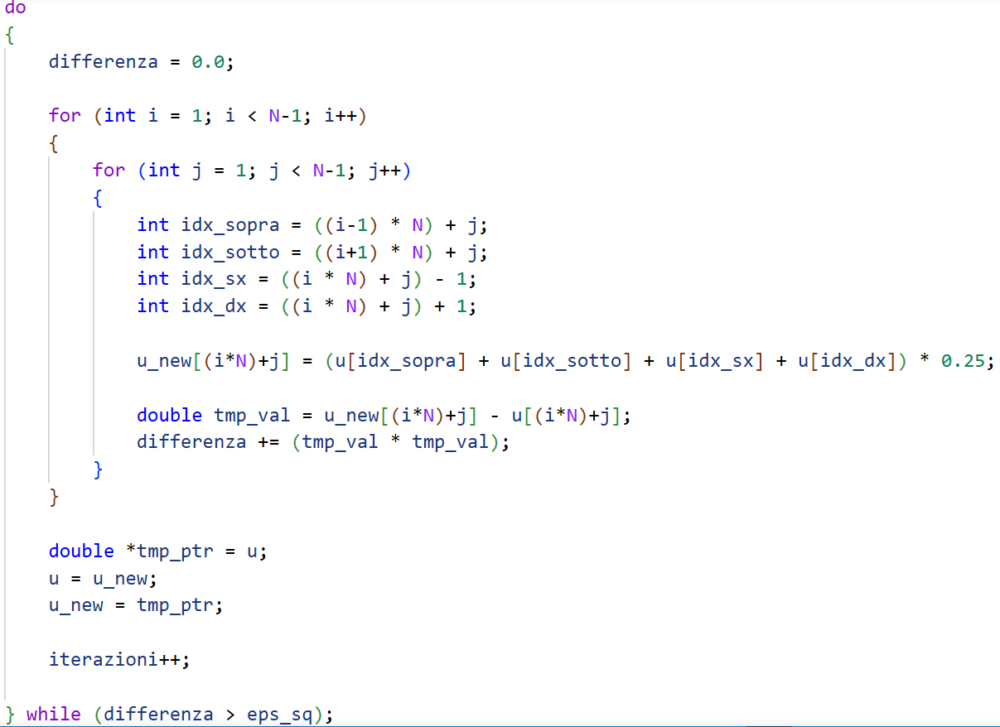 do
{
    differenza = 0.0;
    for (int i = 1; i < N-1; i++)
    {
        for (int j = 1; j < N-1; j++)
        {
            int idx_sopra = ((i-1) * N) + j;
            int idx_sotto = ((i+1) * N) + j;
            int idx_sx = ((i * N) + j) - 1;
            int idx_dx = ((i * N) + j) + 1;
            u_new[(i*N)+j] = (u[idx_sopra] + u[idx_sotto] + u[idx_sx] + u[idx_dx]) * 0.25;
            double tmp_val = u_new[(i*N)+j] - u[(i*N)+j];
            differenza += (tmp_val * tmp_val);
        }
    }
    double *tmp_ptr = u;
    u = u_new;
    u_new = tmp_ptr;
    iterazioni++;
} while (differenza > eps_sq);